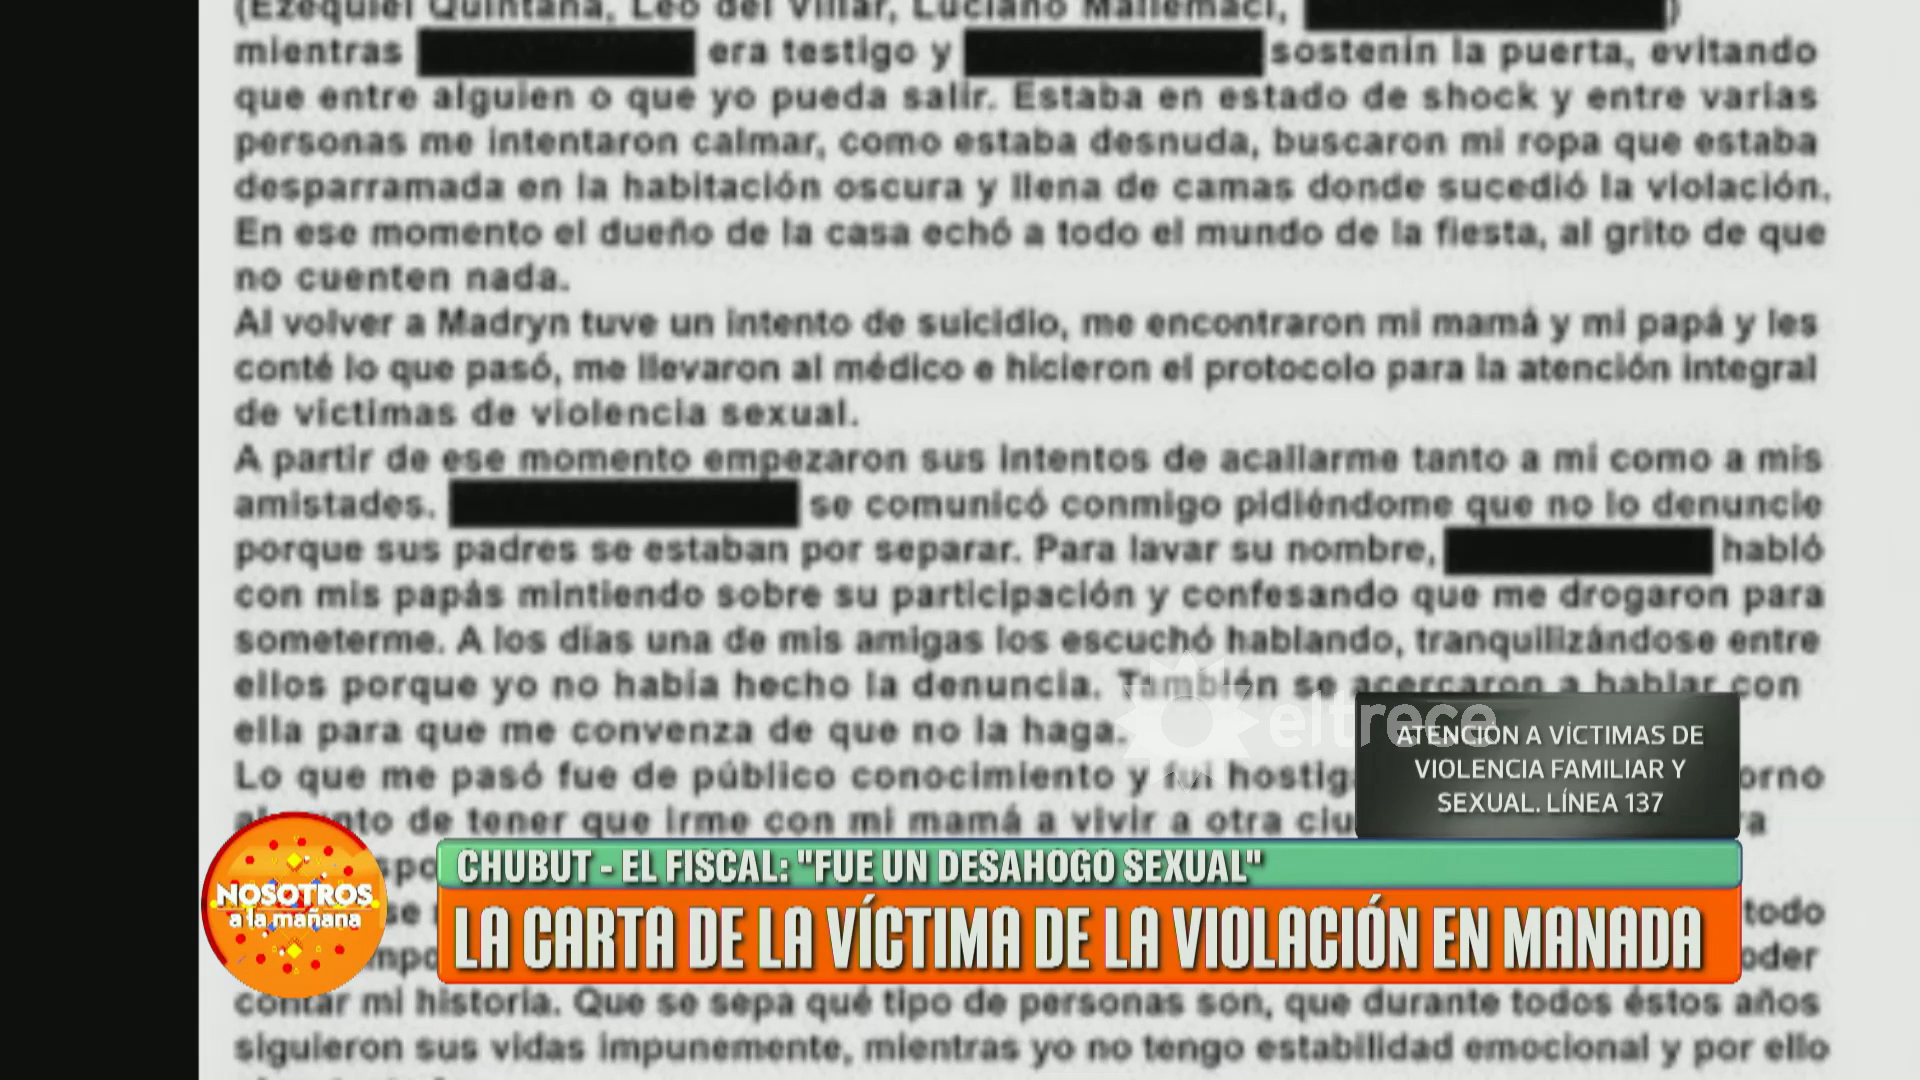 (Ezequiel Quintana, Leo del Villar, Luciano Mallemaci, )
mientras era testigo y sostenín la puerta, evitando
que entre alguien o que yo pueda salir. Estaba en estado de shock y entre varias
personas me intentaron calmar, como estaba desnuda, buscaron mi ropa que estaba
desparramada en la habitación oscura y llena de camas donde sucedió la violación.
En ese momento el dueño de la casa echó a todo el mundo de la fiesta, al grito de que
no cuenten nada.
Al volver a Madryn tuve un intento de suicidio, me encontraron mi mamá y mi papá y les
conté lo que pasó, me llevaron al médico e hicieron el protocolo para la atención integral
de víctimas de violencia sexual.
A partir de ese momento empezaron sus intentos de acallarme tanto a mi como a mis
amistades. se comunicó conmigo pidiéndome que no lo denuncie
porque sus padres se estaban por separar. Para lavar su nombre, habló
con mis papás mintiendo sobre su participación y confesando que me drogaron para
someterme. A los días una de mis amigas los escuchó hablando, tranquilizándose entre
ellos porque yo no había hecho la denuncia. También se acercaron a hablar con
ella para que me convenza de que no la haga.
eltrece
ATENCIÓN A VÍCTIMAS DE
VIOLENCIA FAMILIAR Y
SEXUAL. LÍNEA 137
Lo que me pasó fue de público conocimiento y fui hostig orno
to de tener que irme con mi mamá a vivir a otra ciu
CHUBUT - EL FISCAL: "FUE UN DESAHOGO SEXUAL"
NOSOTROS
a la mañana
LA CARTA DE LA VÍCTIMA DE LA VIOLACIÓN EN MANADA
todo
oder
contar mi historia. Que se sepa qué tipo de personas son, que durante todos éstos años
siguieron sus vidas impunemente, mientras yo no tengo estabilidad emocional y por ello